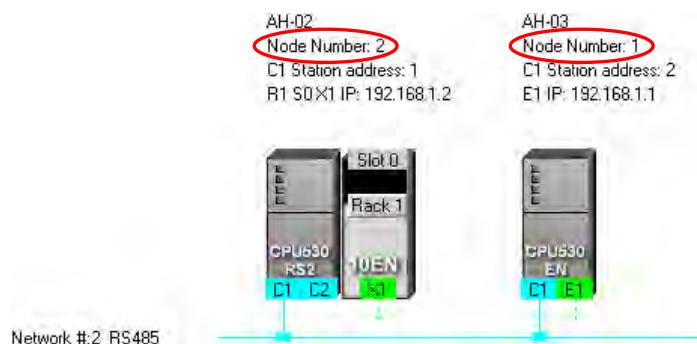 AH-02
Node Number: 2
C1 Station address: 1
R1 S0 X1 IP: 192.168.1.2
AH-03
Node Number: 1
C1 Station address: 2
E1 IP: 192.168.1.1
Slot 0
Rack 1
CPU530
RS2
10EN
C1 C2
X1
CPU530
EN
C1 E1
Network #:2 RS485